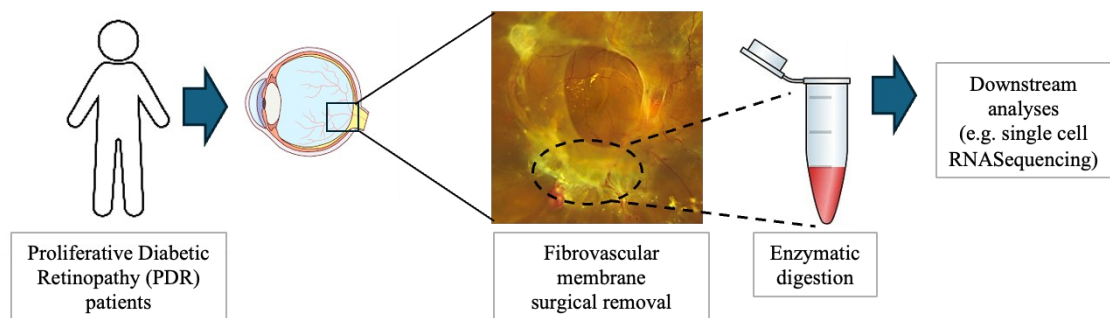 Proliferative Diabetic
Retinopathy (PDR)
patients
Fibrovascular
membrane
surgical removal
Enzymatic
digestion
Downstream
analyses
(e.g. single cell
RNASequencing)